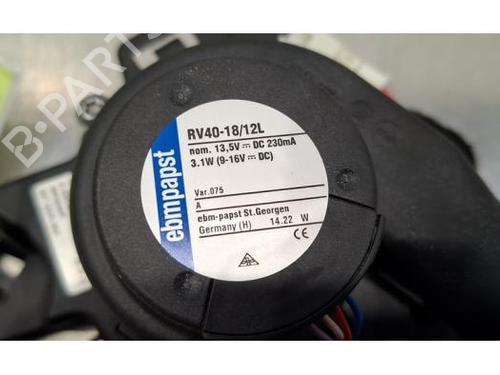 B-PARTS
ebmpapst
RV40-18/12L
nom. 13,5V ⎓ DC 230mA
3.1W (9-16V ⎓ DC)
Var.075
A
ebm-papst St.Georgen
Germany (H) 14.22 W
CE